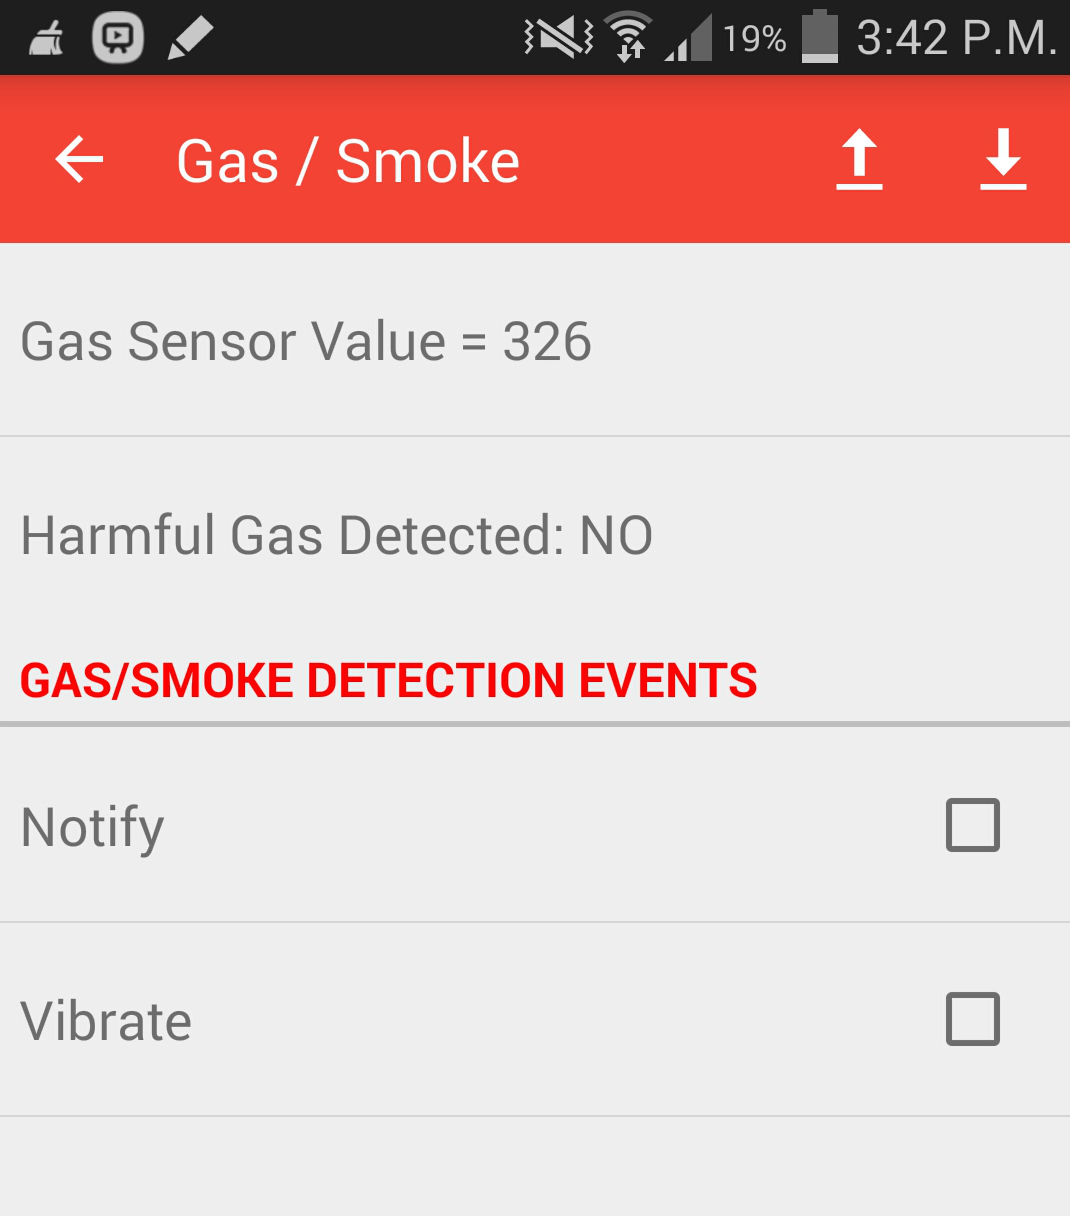 19% 3:42 P.M.
Gas / Smoke
Gas Sensor Value = 326
Harmful Gas Detected: NO
GAS/SMOKE DETECTION EVENTS
Notify
Vibrate